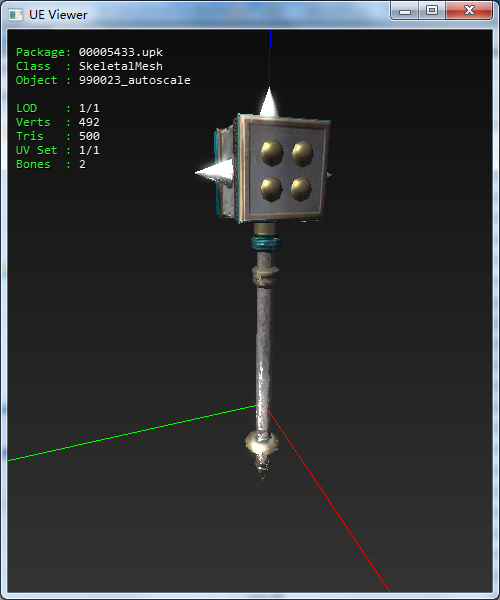 UE Viewer
Package: 00005433.upk
Class  : SkeletalMesh
Object : 990023_autoscale
LOD    : 1/1
Verts  : 492
Tris   : 500
UV Set : 1/1
Bones  : 2